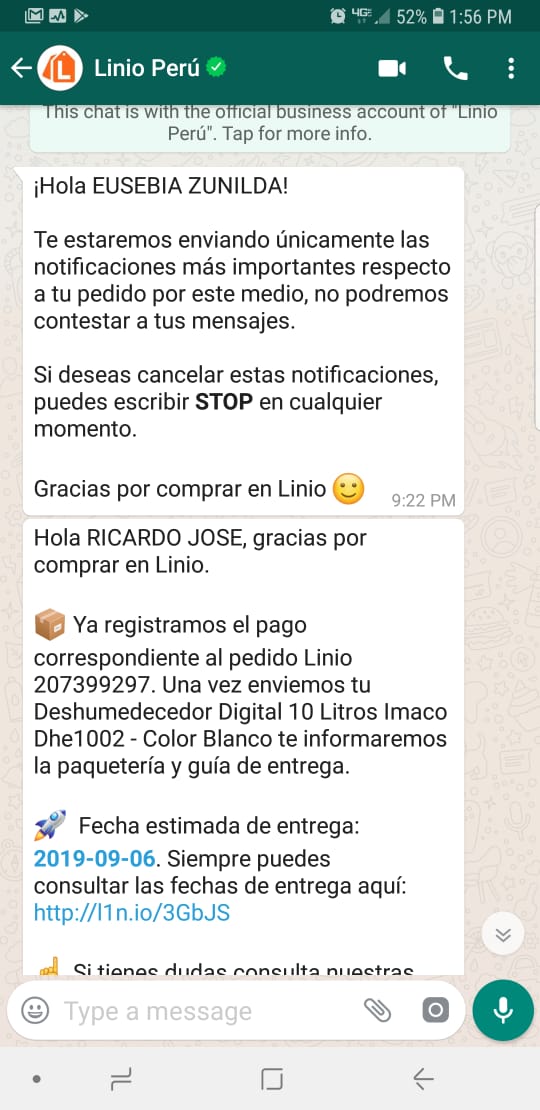 4GE 52% 1:56 PM
Linio Perú
This chat is with the official business account of "Linio
Perú". Tap for more info.
¡Hola EUSEBIA ZUNILDA!
Te estaremos enviando únicamente las
notificaciones más importantes respecto
a tu pedido por este medio, no podremos
contestar a tus mensajes.
Si deseas cancelar estas notificaciones,
puedes escribir STOP en cualquier
momento.
Gracias por comprar en Linio 🙂
9:22 PM
Hola RICARDO JOSE, gracias por
comprar en Linio.
📦 Ya registramos el pago
correspondiente al pedido Linio
207399297. Una vez enviemos tu
Deshumedecedor Digital 10 Litros Imaco
Dhe1002 - Color Blanco te informaremos
la paquetería y guía de entrega.
🚀 Fecha estimada de entrega:
2019-09-06. Siempre puedes
consultar las fechas de entrega aquí:
http://l1n.io/3GbJS
☝ Si tienes dudas consulta nuestras
Type a message